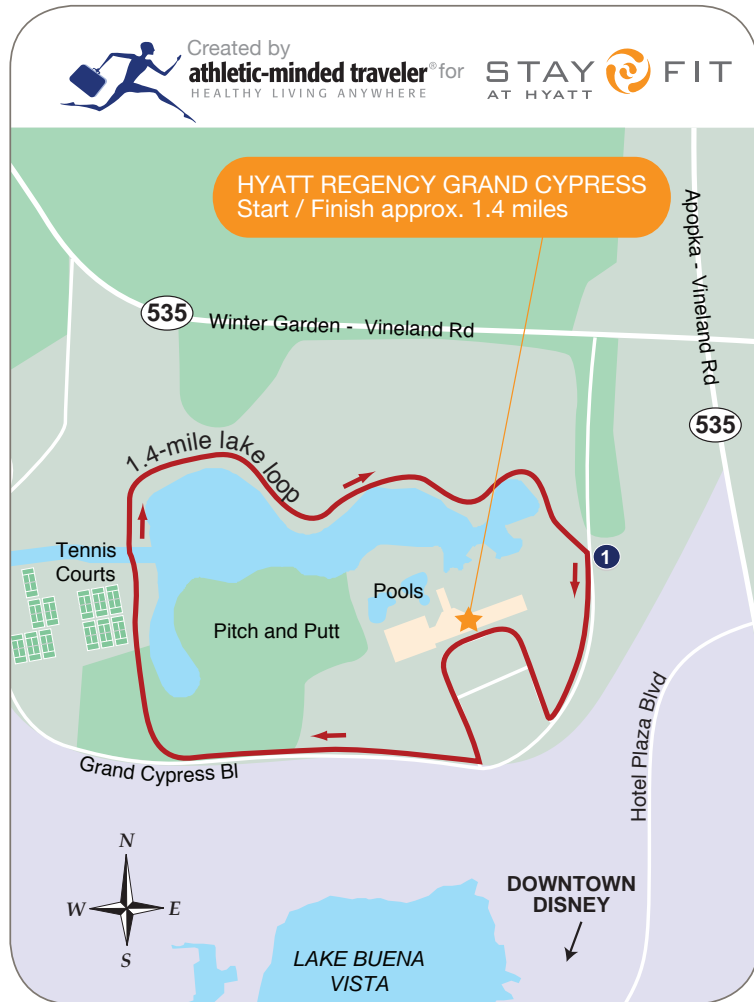 Created by
athletic-minded traveler® for
HEALTHY LIVING ANYWHERE
STAY FIT
AT HYATT
HYATT REGENCY GRAND CYPRESS
Start / Finish approx. 1.4 miles
Apopka - Vineland Rd
535
Winter Garden - Vineland Rd
535
1.4-mile lake loop
Tennis
Courts
1
Pools
Pitch and Putt
Hotel Plaza Blvd
Grand Cypress Bl
N
W E
S
DOWNTOWN
DISNEY
LAKE BUENA
VISTA